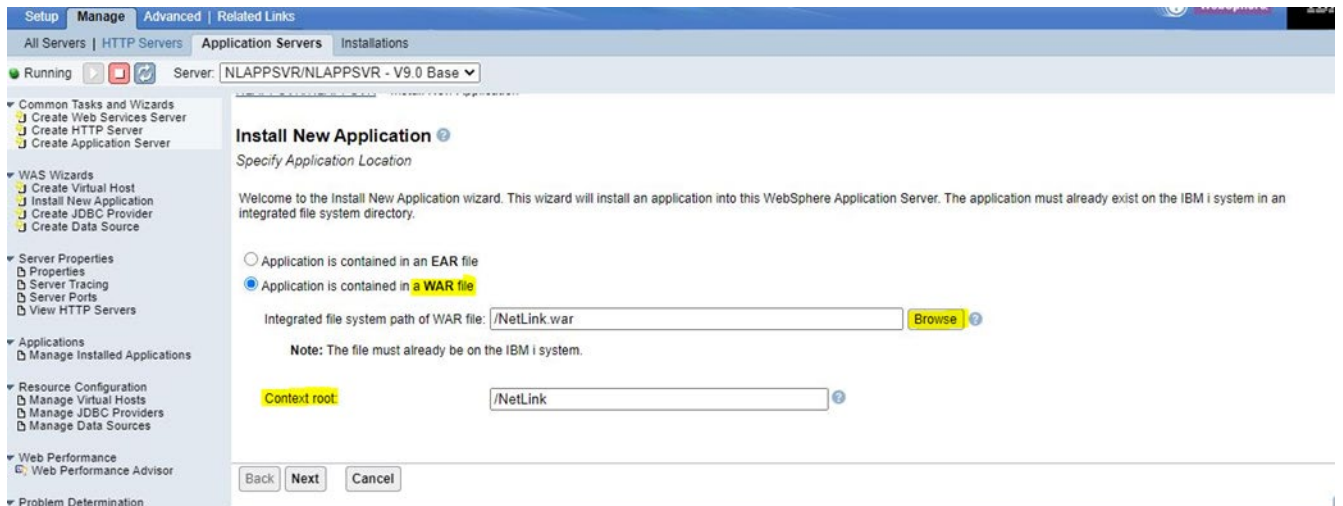 Setup Manage Advanced | Related Links
All Servers | HTTP Servers Application Servers Installations
Running Server: NLAPPSVR/NLAPPSVR - V9.0 Base
Common Tasks and Wizards
Create Web Services Server
Create HTTP Server
Create Application Server
WAS Wizards
Create Virtual Host
Install New Application
Create JDBC Provider
Create Data Source
Server Properties
Properties
Server Tracing
Server Ports
View HTTP Servers
Applications
Manage Installed Applications
Resource Configuration
Manage Virtual Hosts
Manage JDBC Providers
Manage Data Sources
Web Performance
Web Performance Advisor
Problem Determination
Install New Application
Specify Application Location
Welcome to the Install New Application wizard. This wizard will install an application into this WebSphere Application Server. The application must already exist on the IBM i system in an
integrated file system directory.
Application is contained in an EAR file
Application is contained in a WAR file
Integrated file system path of WAR file: /NetLink.war Browse
Note: The file must already be on the IBM i system.
Context root: /NetLink
Back Next Cancel